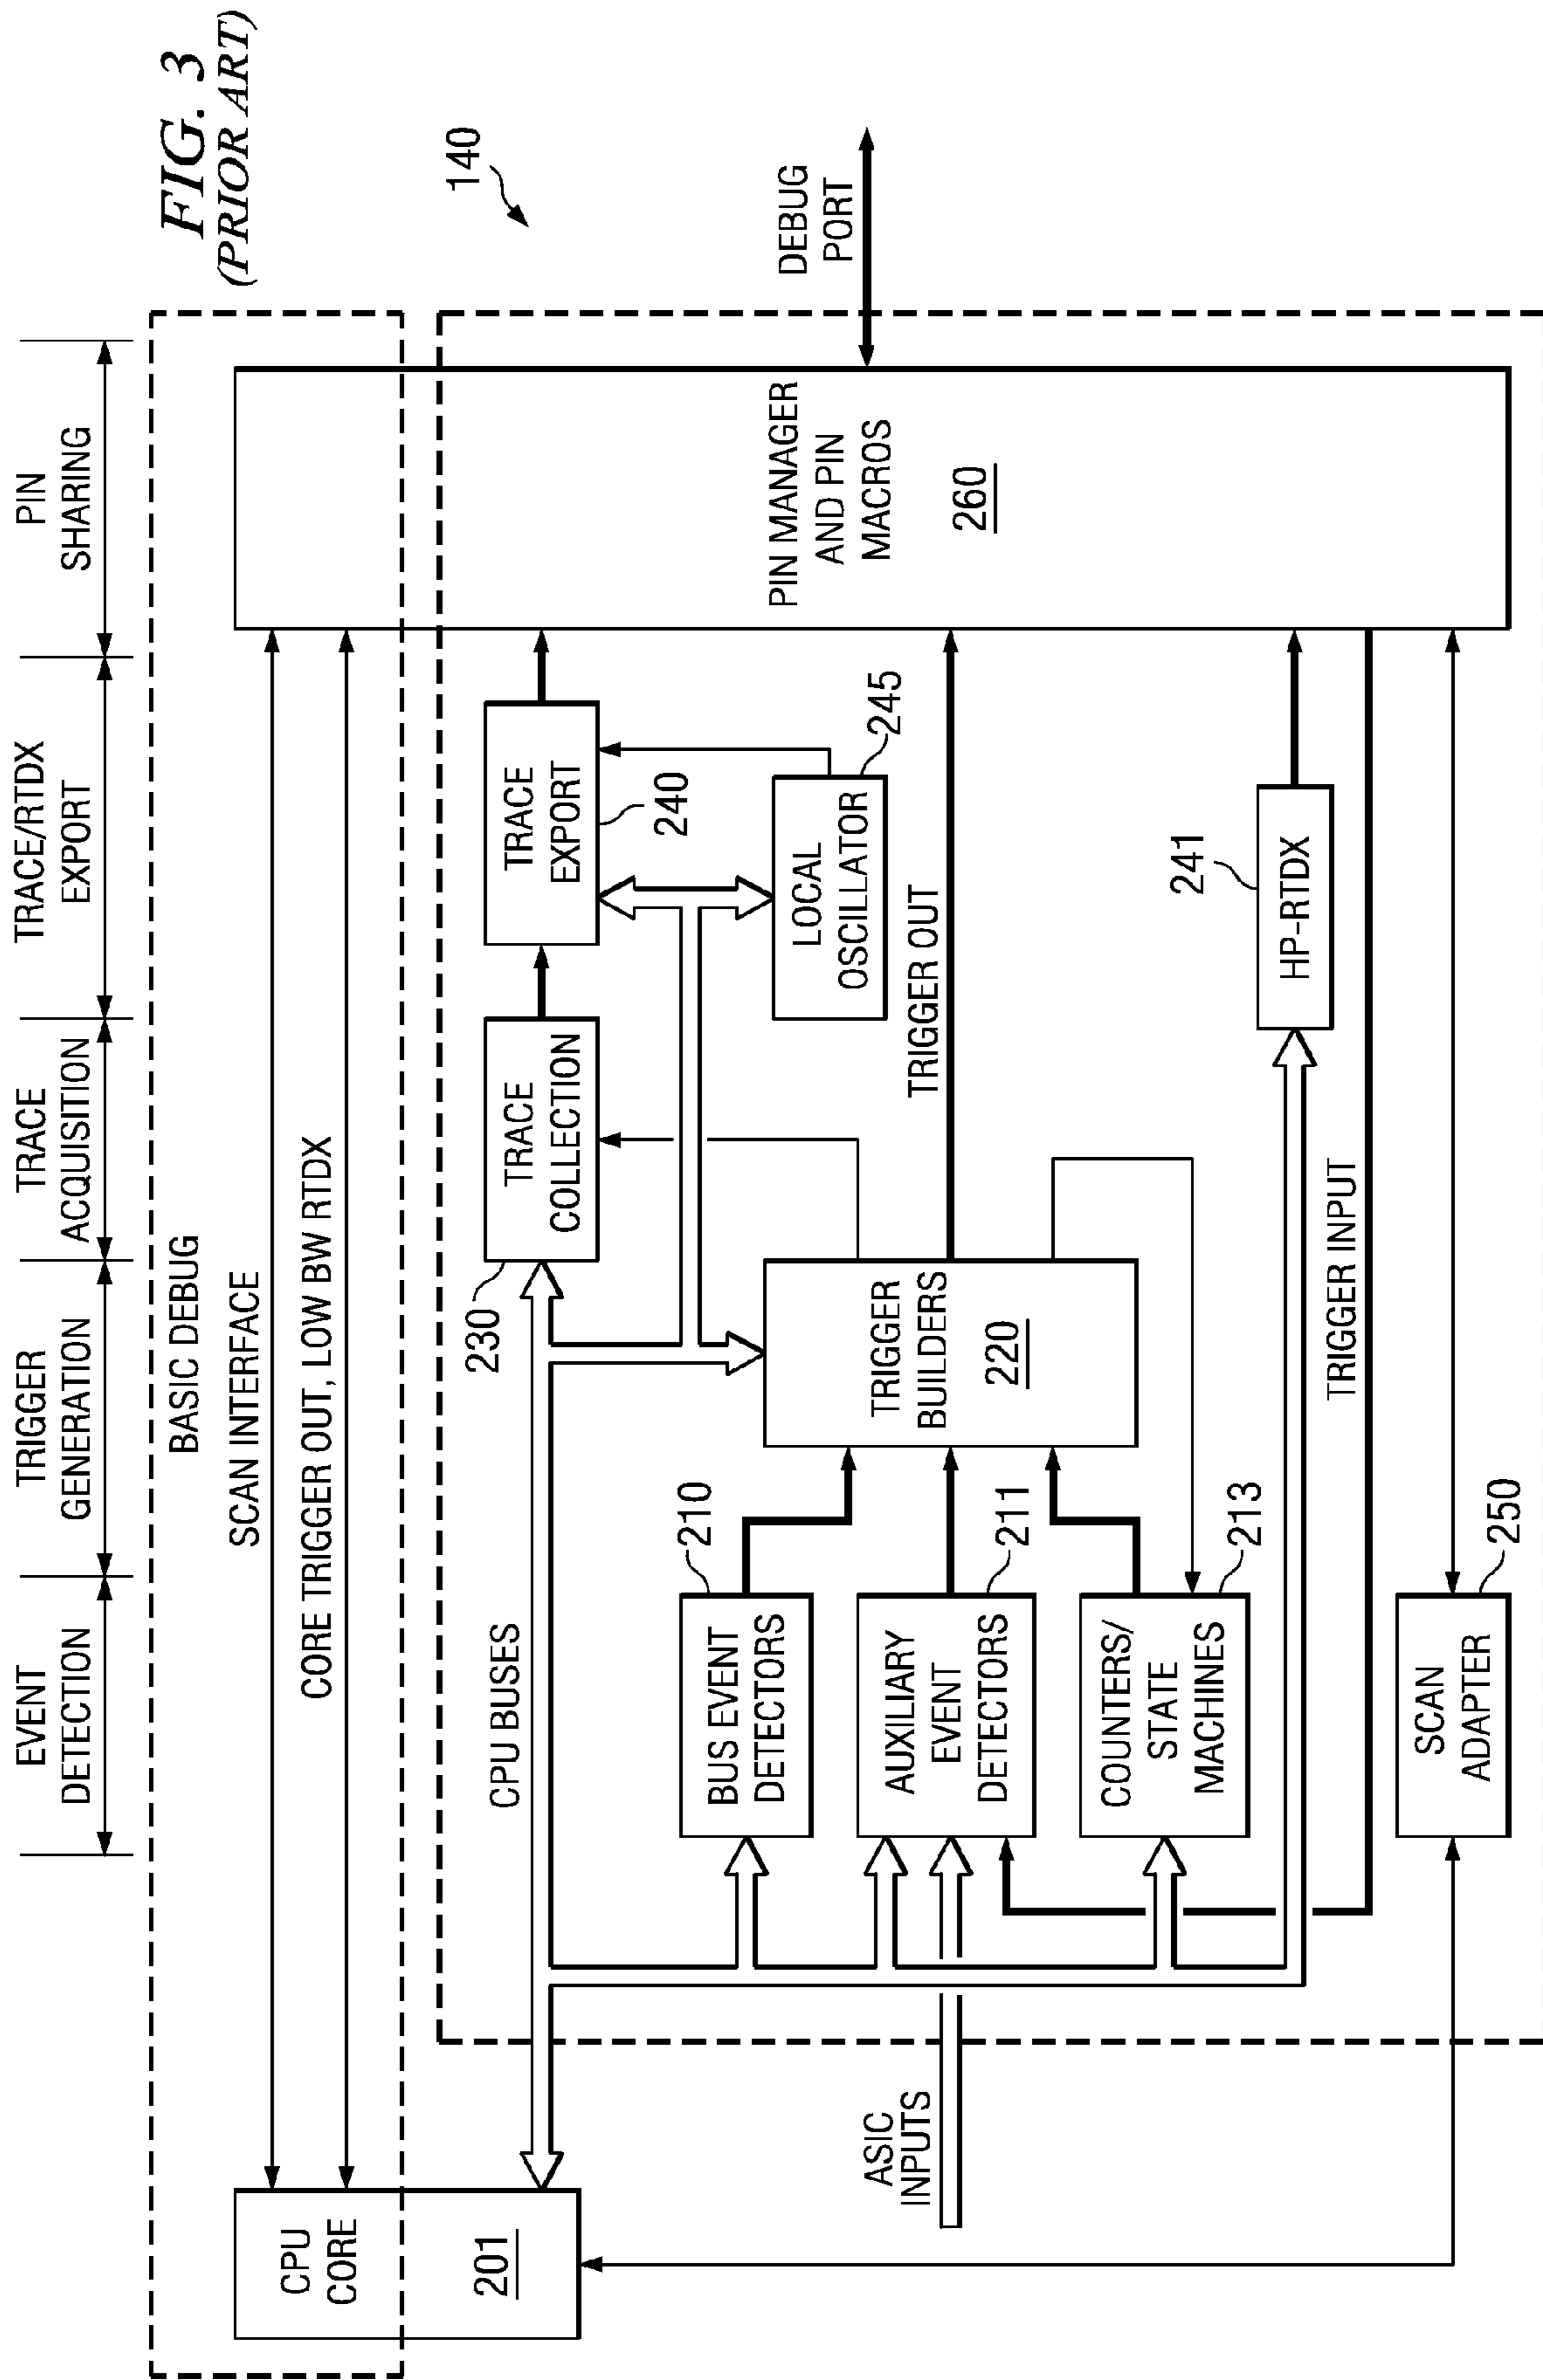 FIG. 3
(PRIOR ART)
EVENT
DETECTION
TRIGGER
GENERATION
TRACE
ACQUISITION
TRACE/RTDX
EXPORT
PIN
SHARING
BASIC DEBUG
SCAN INTERFACE
CORE TRIGGER OUT, LOW BW RTDX
140
CPU
CORE
201
CPU BUSES
230
TRACE
COLLECTION
TRACE
EXPORT
240
LOCAL
OSCILLATOR
245
PIN MANAGER
AND PIN
MACROS
260
DEBUG
PORT
BUS EVENT
DETECTORS
210
TRIGGER
BUILDERS
220
TRIGGER OUT
ASIC
INPUTS
AUXILIARY
EVENT
DETECTORS
211
COUNTERS/
STATE
MACHINES
213
HP-RTDX
241
TRIGGER INPUT
SCAN
ADAPTER
250